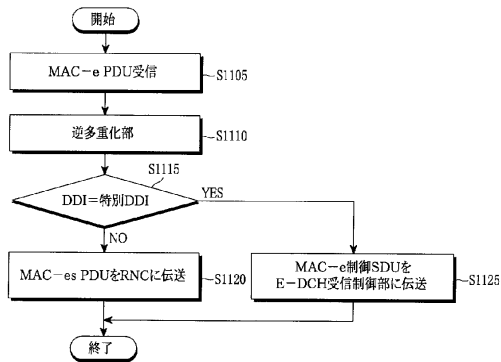 開始
MAC-e PDU受信
S1105
逆多重化部
S1110
S1115
DDI=特別DDI
YES
NO
MAC-es PDUをRNCに伝送
S1120
MAC-e制御SDUを
E-DCH受信制御部に伝送
S1125
終了